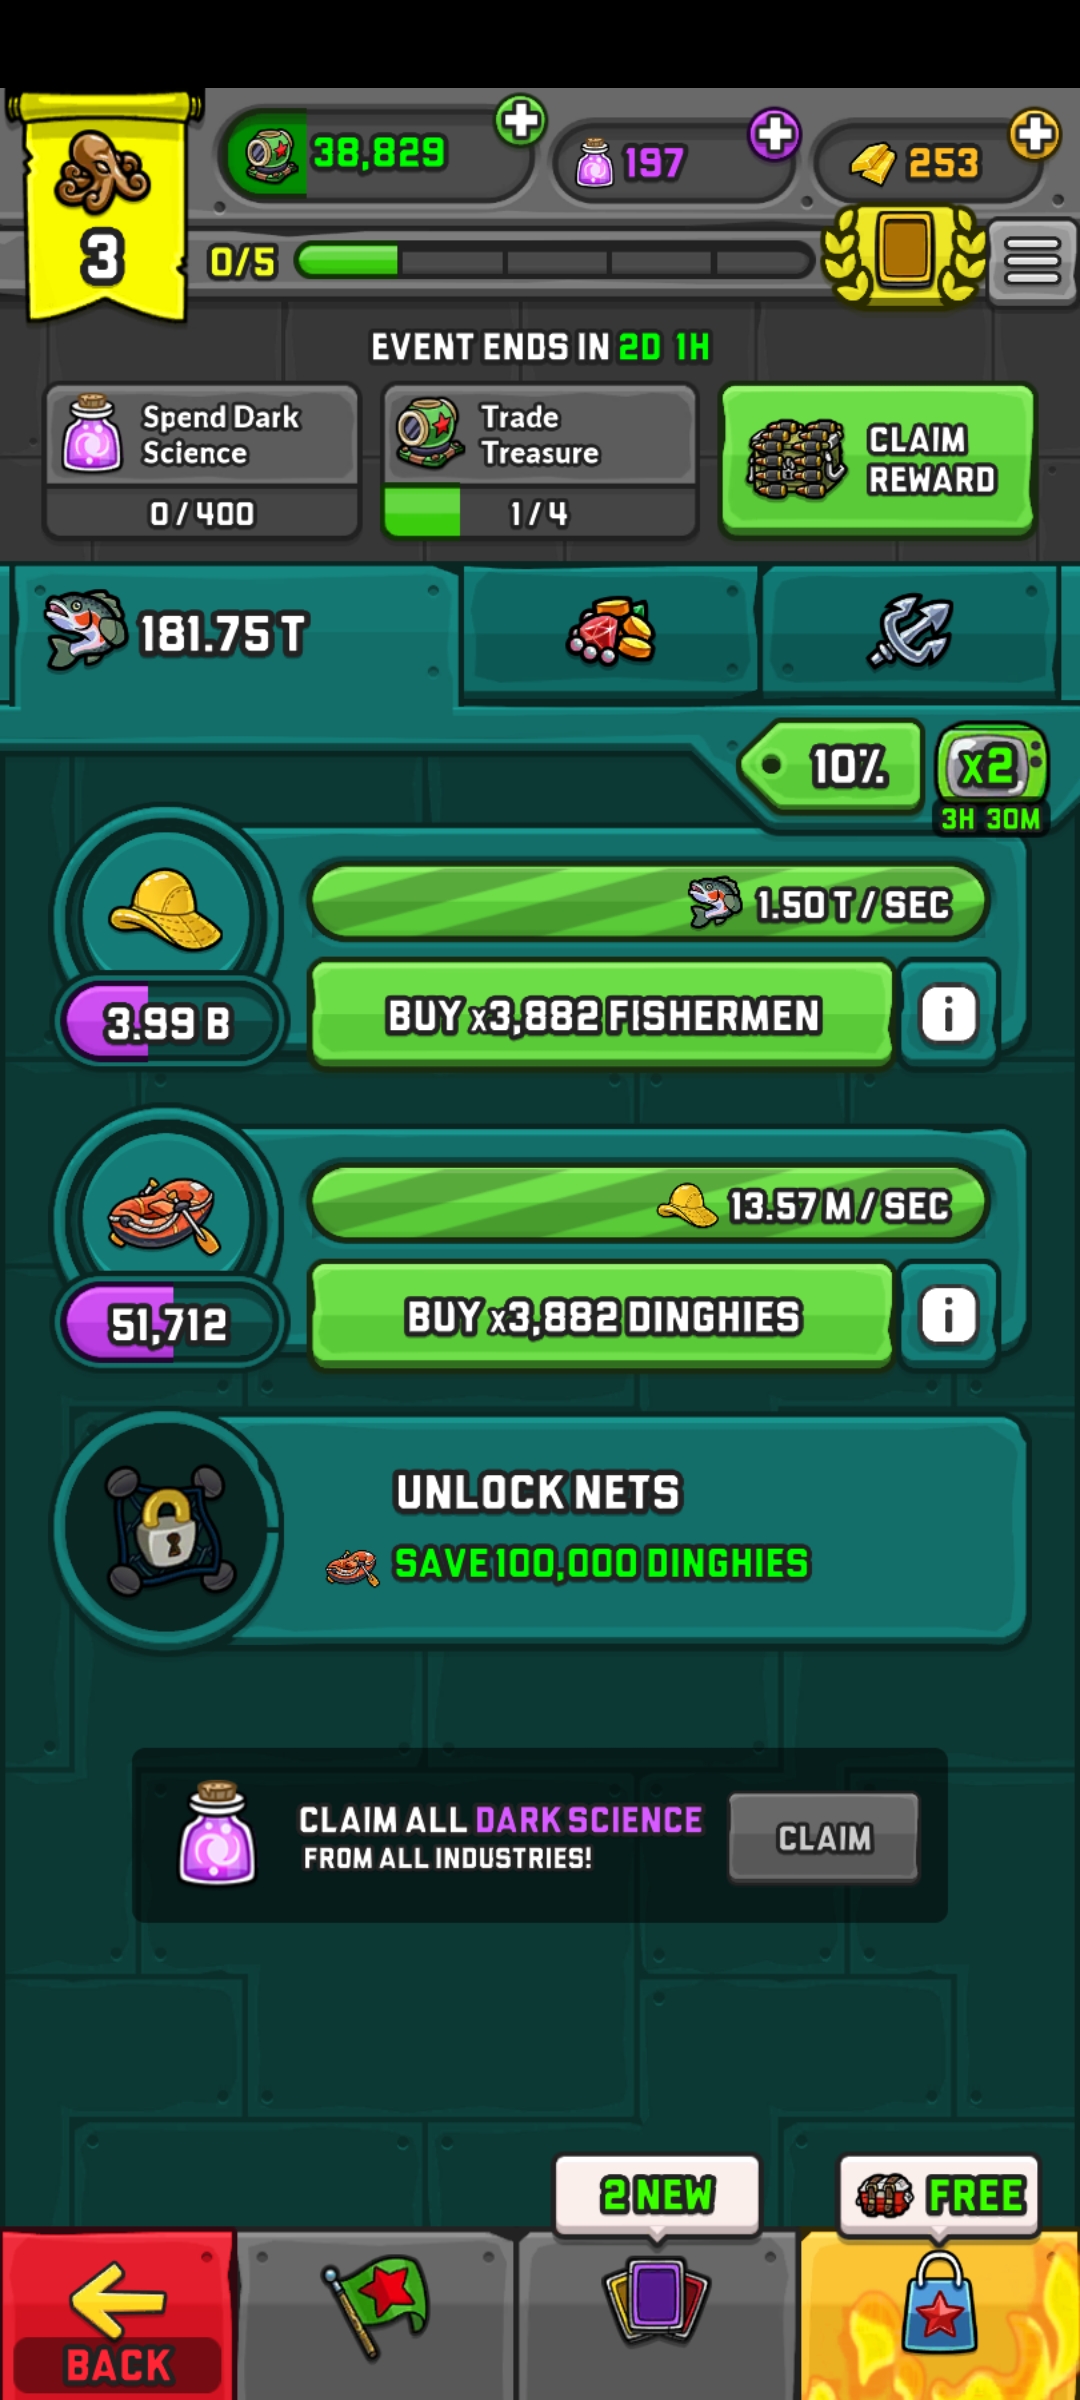 38,829
197
253
3
0/5
EVENT ENDS IN 2D 1H
Spend Dark
Science
0 / 400
Trade
Treasure
1 / 4
CLAIM
REWARD
181.75 T
10%
x2
3H 30M
1.50 T / SEC
3.99 B
BUY x3,882 FISHERMEN
i
13.57 M / SEC
51,712
BUY x3,882 DINGHIES
i
UNLOCK NETS
SAVE 100,000 DINGHIES
CLAIM ALL DARK SCIENCE
FROM ALL INDUSTRIES!
CLAIM
2 NEW
FREE
BACK